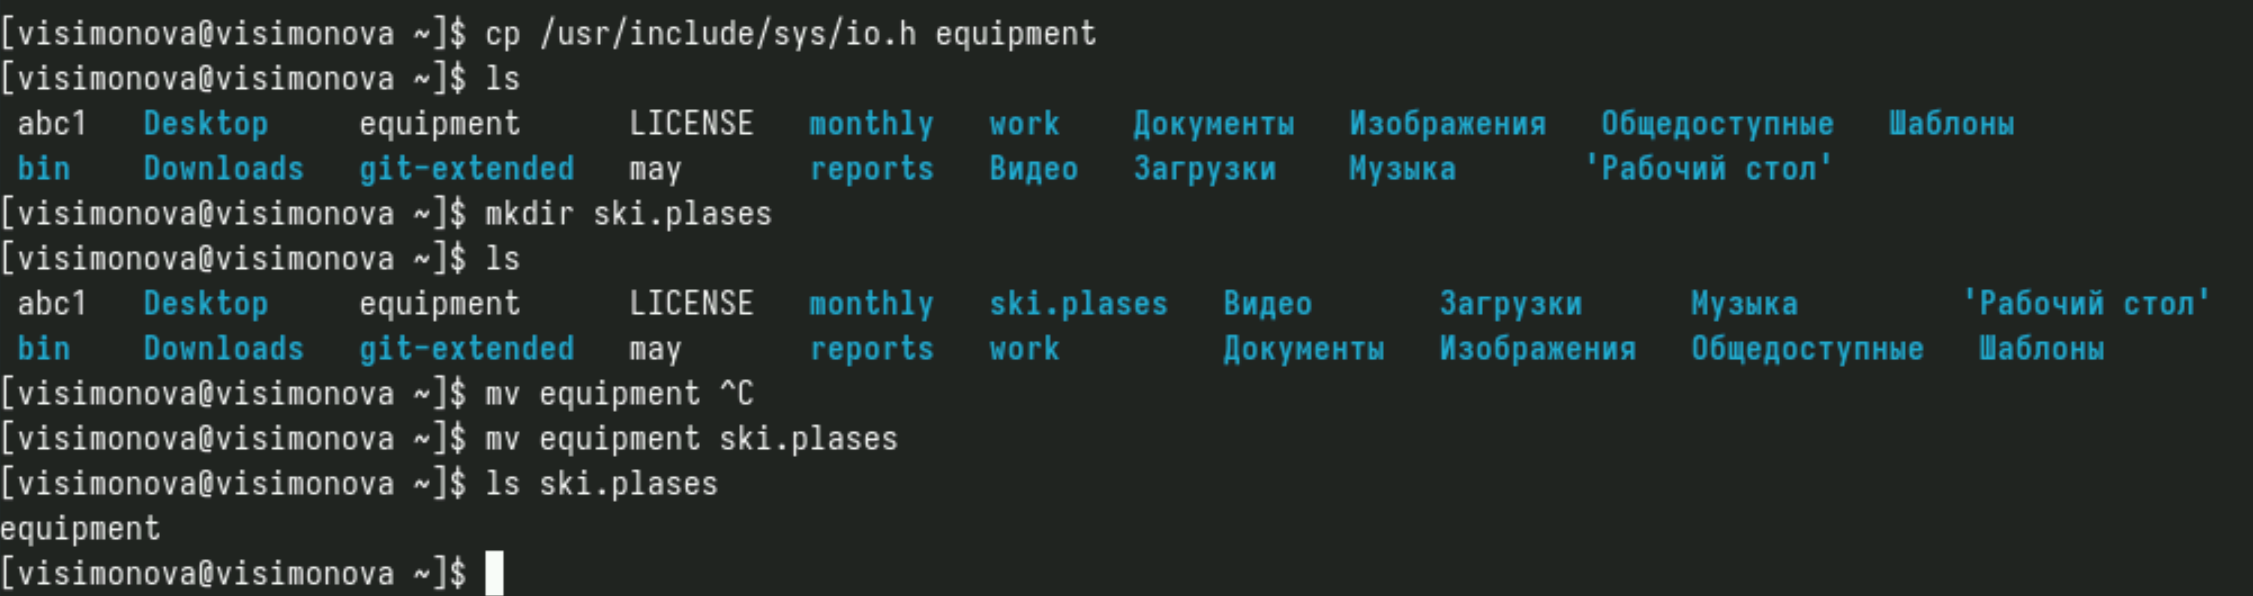 [visimonova@visimonova ~]$ cp /usr/include/sys/io.h equipment
[visimonova@visimonova ~]$ ls
abc1 Desktop equipment LICENSE monthly work Документы Изображения Общедоступные Шаблоны
bin Downloads git-extended may reports Видео Загрузки Музыка 'Рабочий стол'
[visimonova@visimonova ~]$ mkdir ski.plases
[visimonova@visimonova ~]$ ls
abc1 Desktop equipment LICENSE monthly ski.plases Видео Загрузки Музыка 'Рабочий стол'
bin Downloads git-extended may reports work Документы Изображения Общедоступные Шаблоны
[visimonova@visimonova ~]$ mv equipment ^C
[visimonova@visimonova ~]$ mv equipment ski.plases
[visimonova@visimonova ~]$ ls ski.plases
equipment
[visimonova@visimonova ~]$